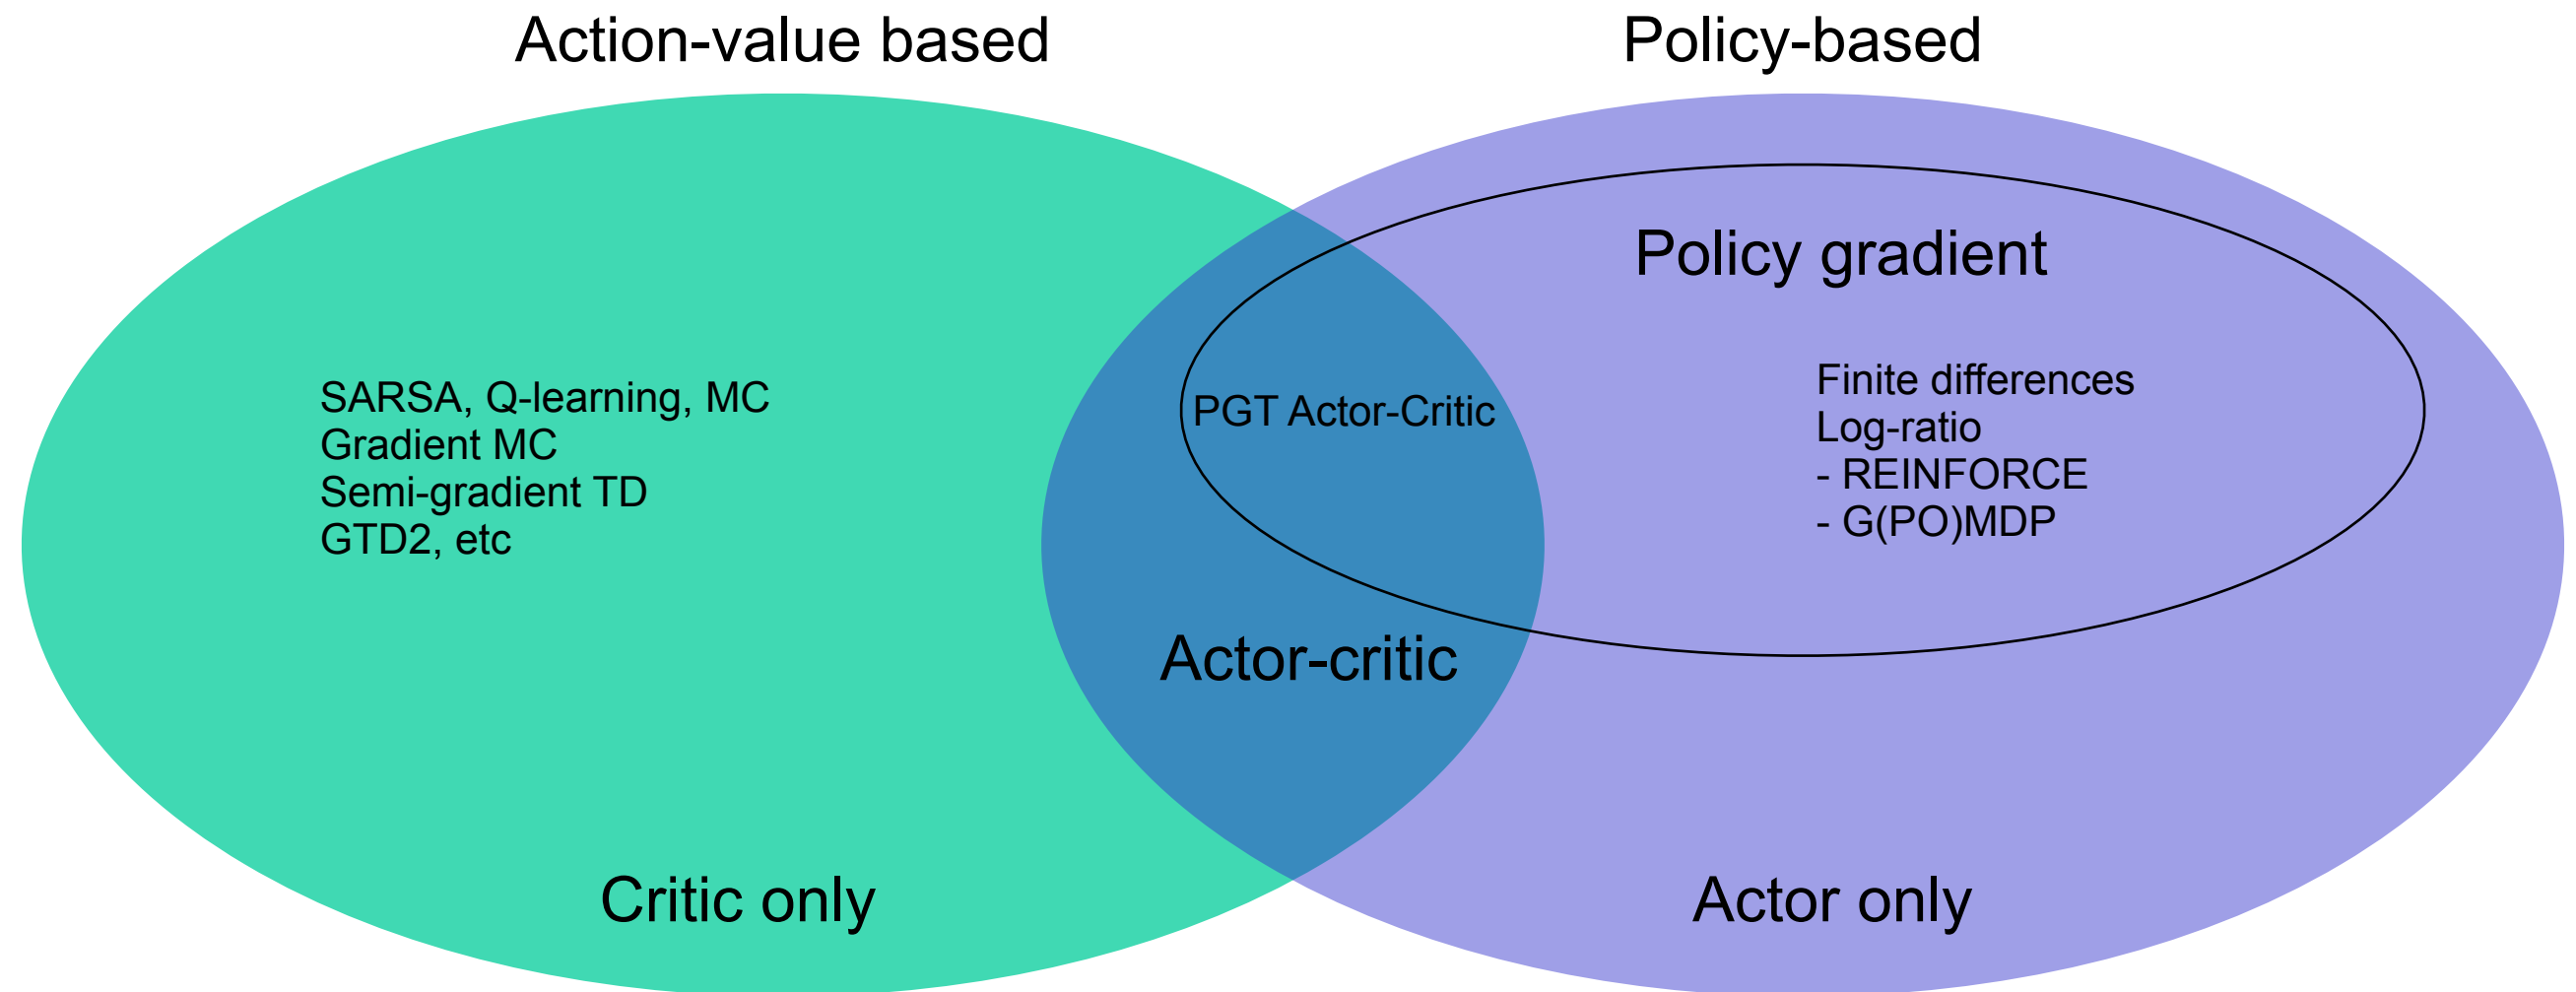 Action-value based
Policy-based
Policy gradient
SARSA, Q-learning, MC
Gradient MC
Semi-gradient TD
GTD2, etc
PGT Actor-Critic
Finite differences
Log-ratio
- REINFORCE
- G(PO)MDP
Actor-critic
Critic only
Actor only